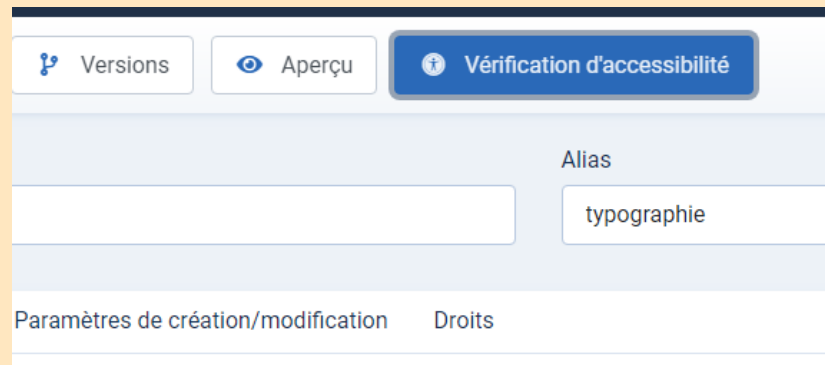 Versions Aperçu Vérification d'accessibilité
Alias
typographie
Paramètres de création/modification Droits